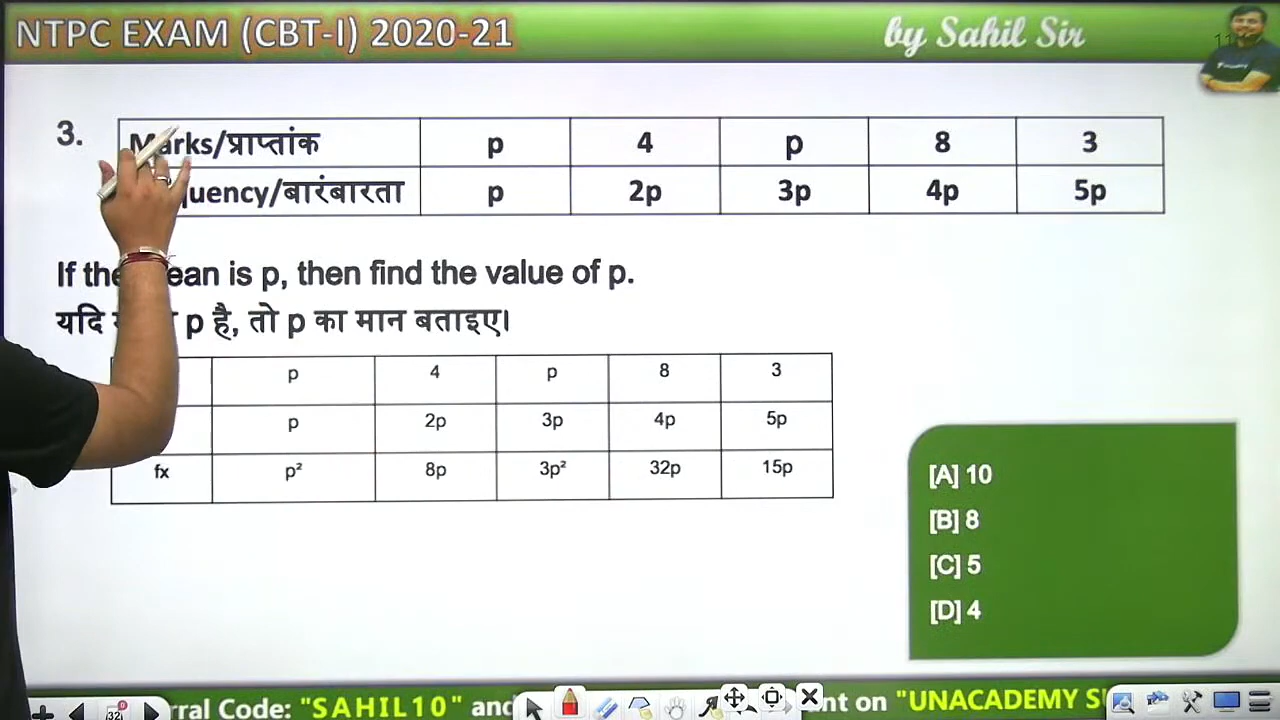 NTPC EXAM (CBT-I) 2020-21 by Sahil Sir
3. Marks/प्राप्तांक p 4 p 8 3
quency/बारंबारता p 2p 3p 4p 5p
If the ean is p, then find the value of p.
यदि p है, तो p का मान बताइए।
p 4 p 8 3
p 2p 3p 4p 5p
fx p² 8p 3p² 32p 15p
[A] 10
[B] 8
[C] 5
[D] 4
rral Code: "SAHIL10" and nt on "UNACADEMY S